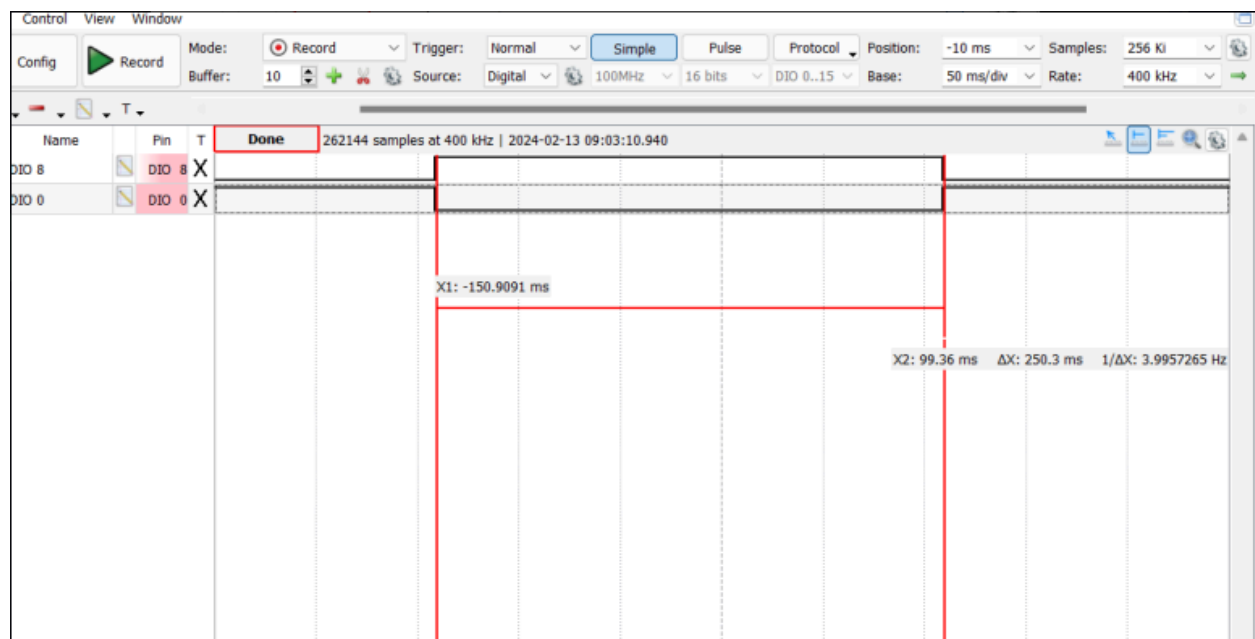 Control View Window
Config Record Mode: Record Trigger: Normal Simple Pulse Protocol Position: -10 ms Samples: 256 Ki
Buffer: 10 Source: Digital 100MHz 16 bits DIO 0..15 Base: 50 ms/div Rate: 400 kHz
T
Name Pin T Done 262144 samples at 400 kHz | 2024-02-13 09:03:10.940
DIO 8 DIO 8 X
DIO 0 DIO 0 X
X1: -150.9091 ms
X2: 99.36 ms ΔX: 250.3 ms 1/ΔX: 3.9957265 Hz